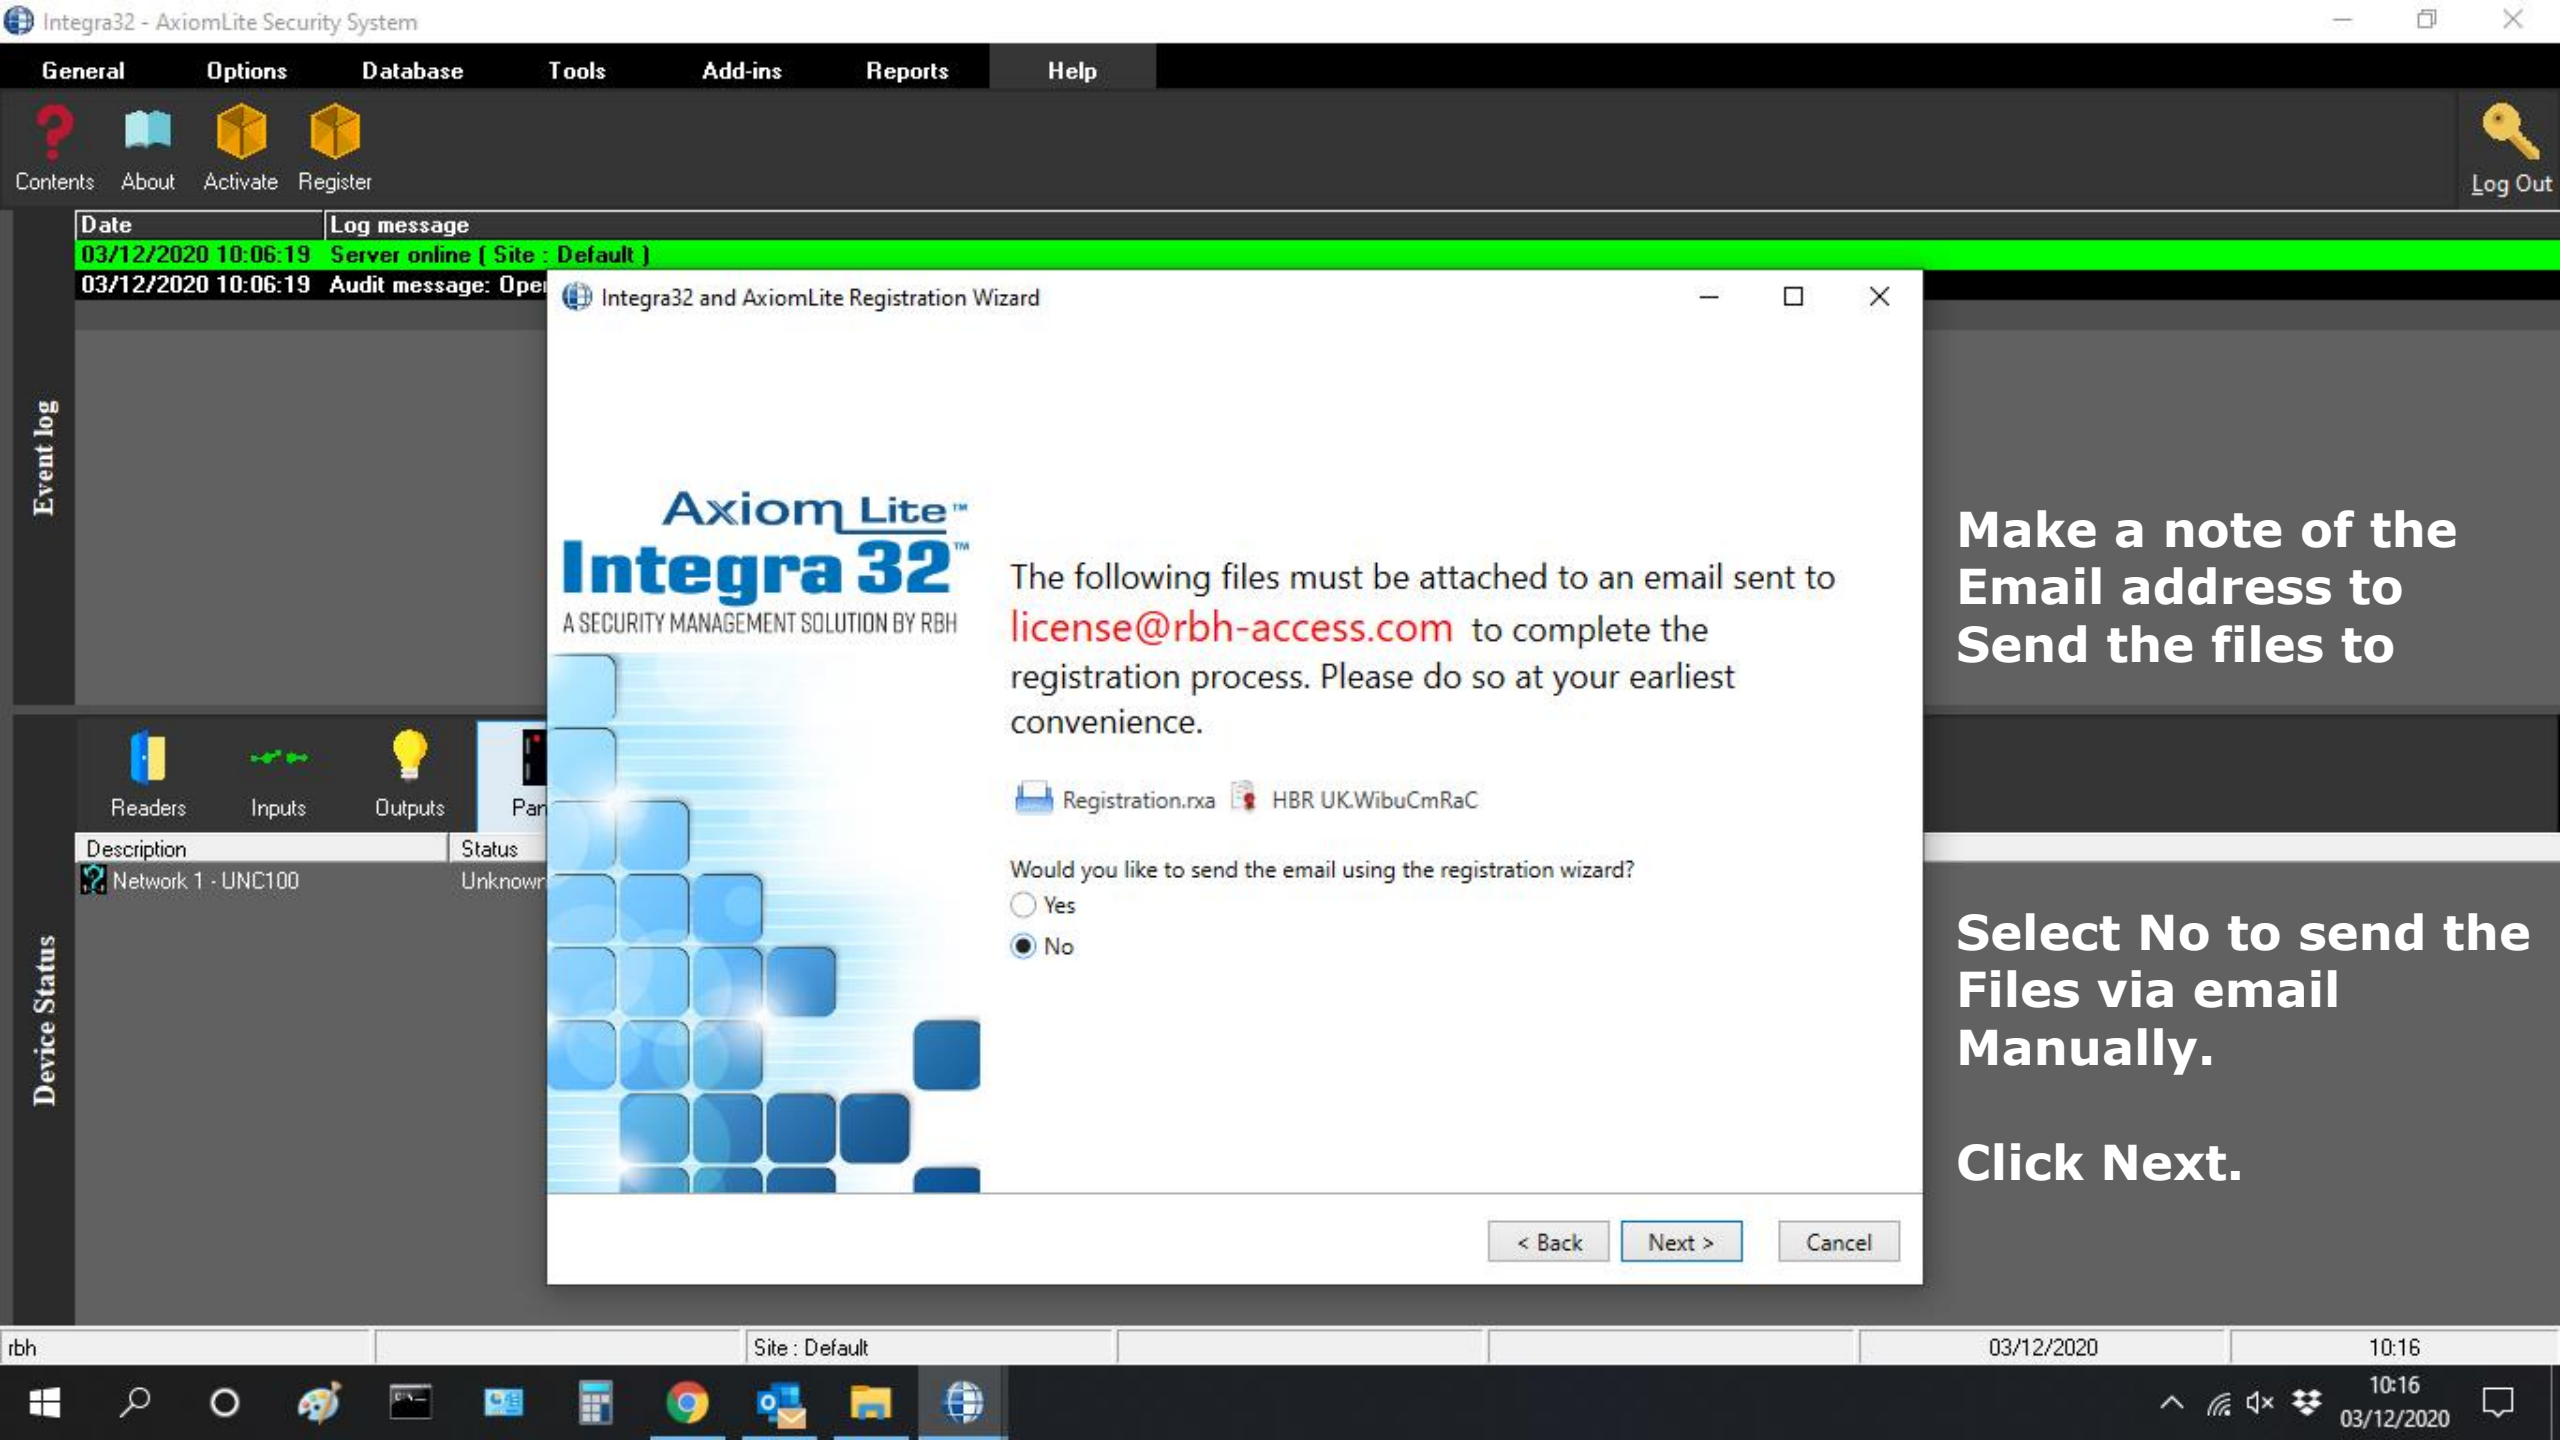 Integra32 - AxiomLite Security System
General Options Database Tools Add-ins Reports Help
Contents About Activate Register
Log Out
Date Log message
03/12/2020 10:06:19 Server online ( Site : Default )
03/12/2020 10:06:19 Audit message: Oper
Event log
Integra32 and AxiomLite Registration Wizard
Axiom Lite™
Integra 32™
A SECURITY MANAGEMENT SOLUTION BY RBH
The following files must be attached to an email sent to
license@rbh-access.com to complete the
registration process. Please do so at your earliest
convenience.
Registration.rxa HBR UK.WibuCmRaC
Would you like to send the email using the registration wizard?
Yes
No
< Back Next > Cancel
Make a note of the
Email address to
Send the files to
Select No to send the
Files via email
Manually.
Click Next.
Readers Inputs Outputs Pan
Description Status
Network 1 - UNC100 Unknown
Device Status
rbh Site : Default 03/12/2020 10:16
10:16
03/12/2020